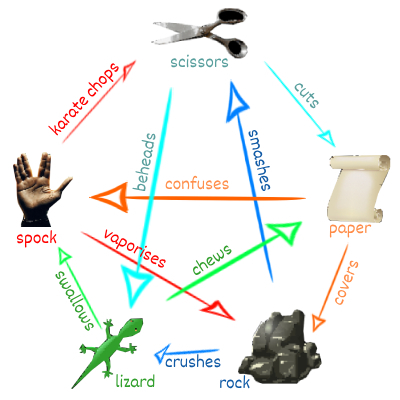 scissors
karate chops
cuts
beheads
smashes
confuses
spock
paper
vaporises
chews
covers
swallows
crushes
lizard
rock